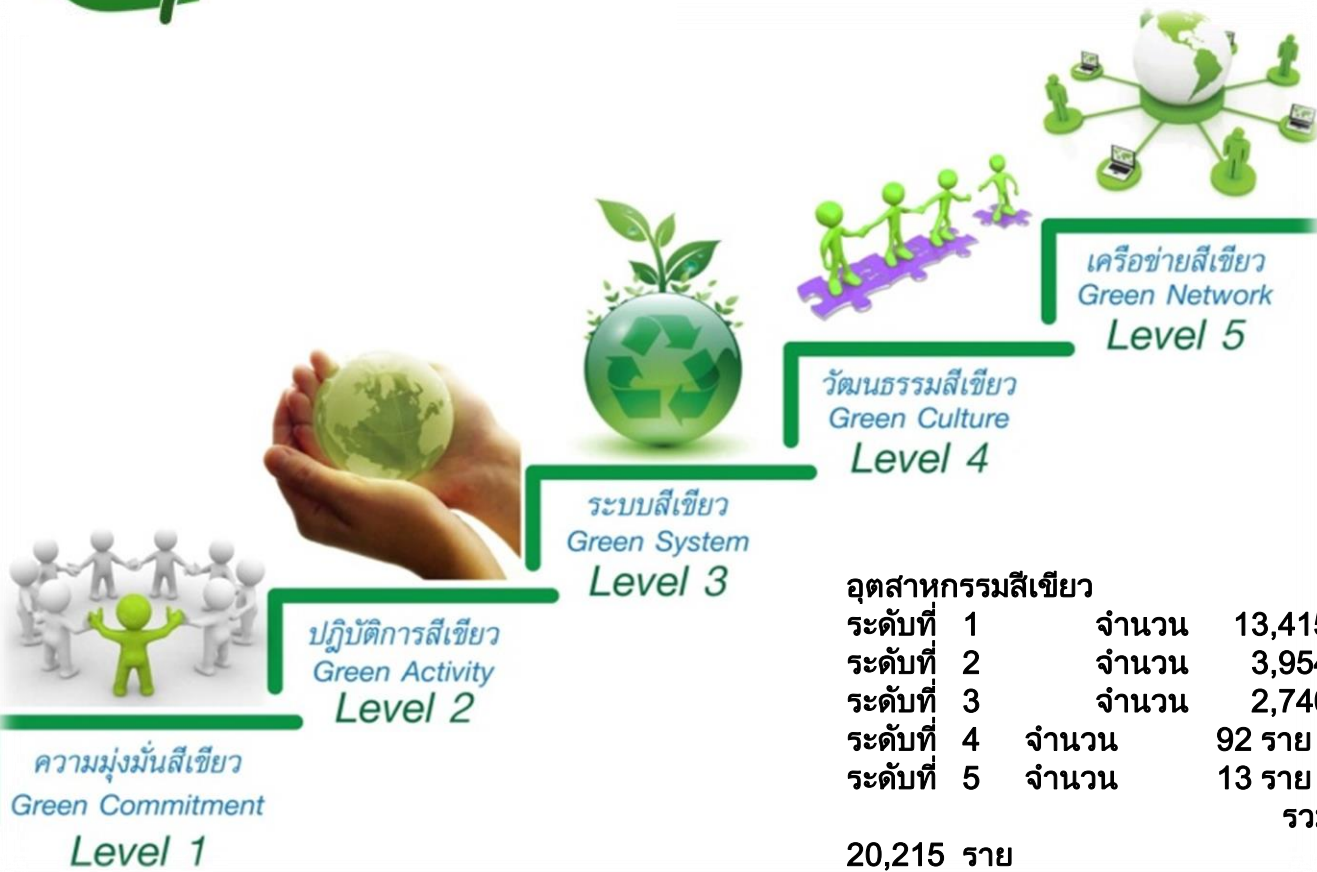 ความมุ่งมั่นสีเขียว
Green Commitment
Level 1
ปฎิบัติการสีเขียว
Green Activity
Level 2
ระบบสีเขียว
Green System
Level 3
วัฒนธรรมสีเขียว
Green Culture
Level 4
เครือข่ายสีเขียว
Green Network
Level 5
อุตสาหกรรมสีเขียว
ระดับที่ 1 จำนวน 13,415
ระดับที่ 2 จำนวน 3,954
ระดับที่ 3 จำนวน
ระดับที่ 4 จำนวน 92 ราย
ระดับที่ 5 จำนวน 13 ราย
20,215 ราย